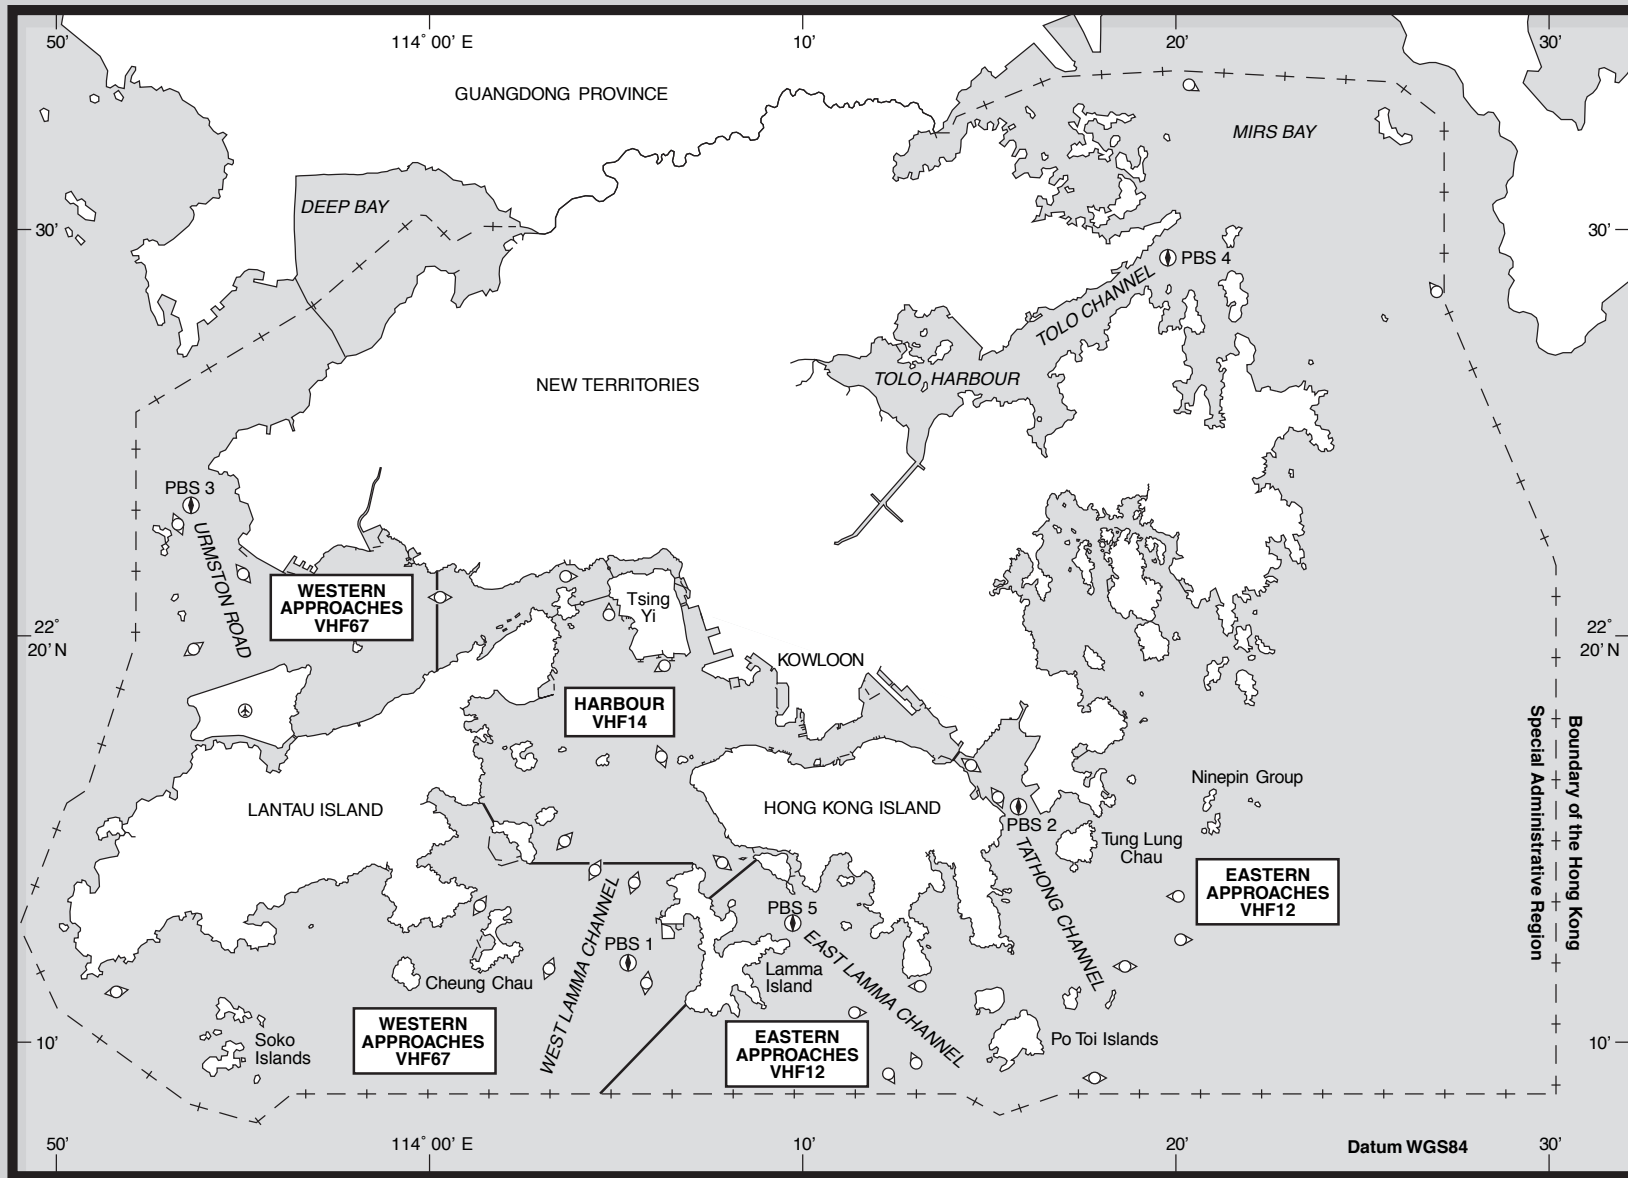 50'
114° 00' E
10'
20'
30'
GUANGDONG PROVINCE
MIRS BAY
DEEP BAY
30'
30'
PBS 4
TOLO CHANNEL
TOLO HARBOUR
NEW TERRITORIES
PBS 3
URMSTON ROAD
WESTERN
APPROACHES
VHF67
Tsing
Yi
22°
20' N
22°
20' N
KOWLOON
HARBOUR
VHF14
Boundary of the Hong Kong
Special Administrative Region
Ninepin Group
LANTAU ISLAND
HONG KONG ISLAND
PBS 2
Tung Lung
Chau
TATHONG CHANNEL
EASTERN
APPROACHES
VHF12
PBS 5
EAST LAMMA CHANNEL
WEST LAMMA CHANNEL
PBS 1
Cheung Chau
Lamma
Island
WESTERN
APPROACHES
VHF67
EASTERN
APPROACHES
VHF12
Soko
Islands
Po Toi Islands
10'
10'
50'
114° 00' E
10'
20'
Datum WGS84
30'